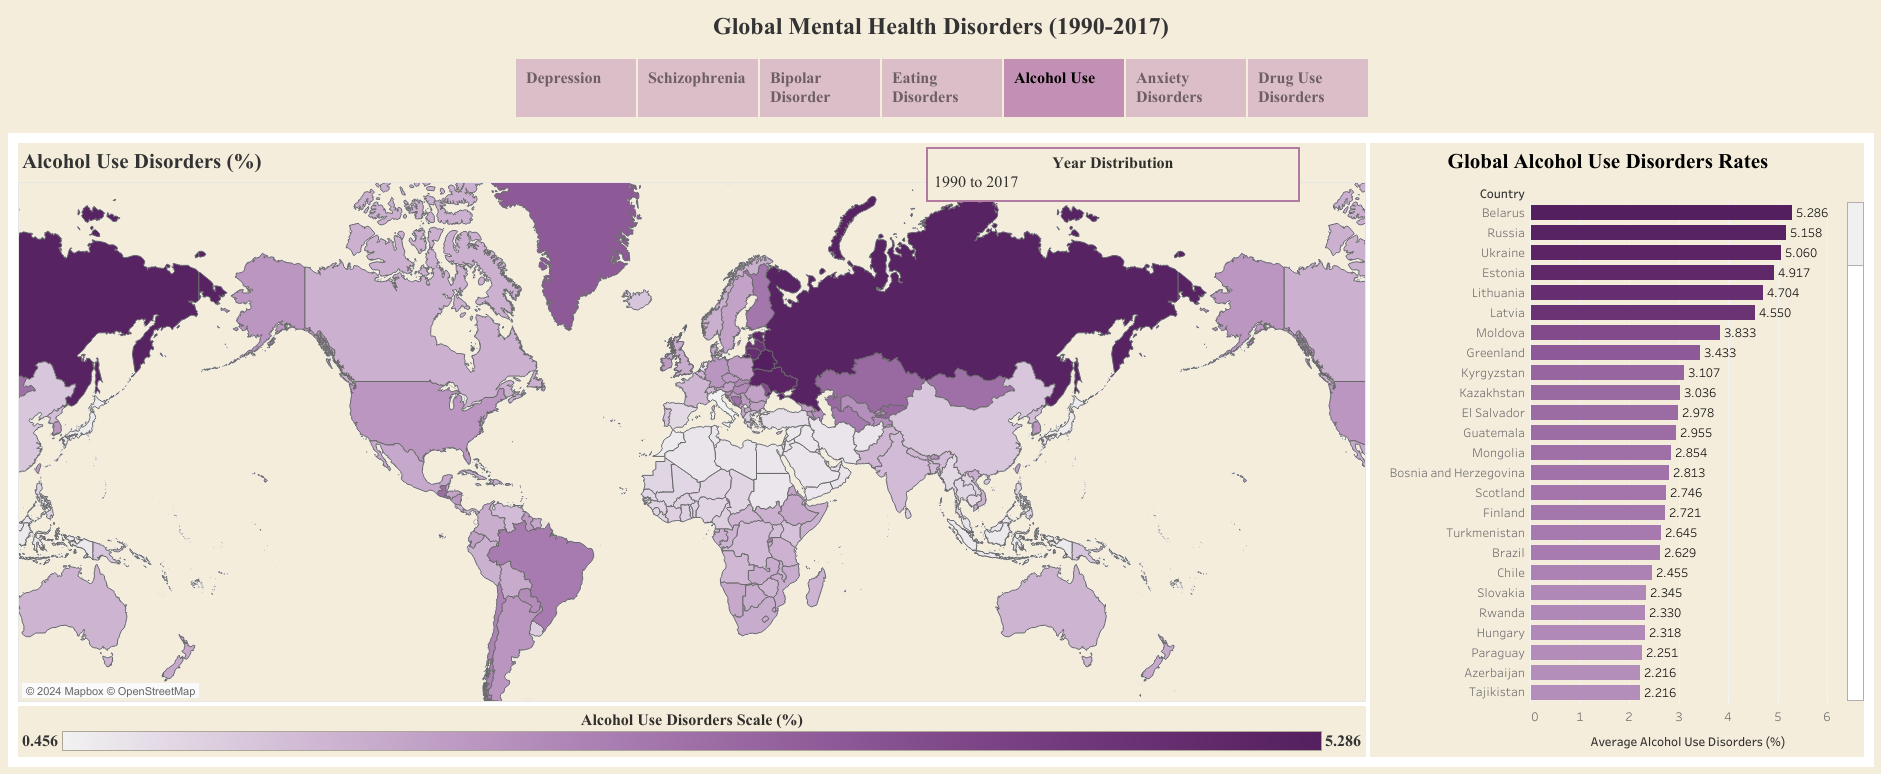 Global Mental Health Disorders (1990-2017)
Depression
Schizophrenia
Bipolar
Disorder
Eating
Disorders
Alcohol Use
Anxiety
Disorders
Drug Use
Disorders
Alcohol Use Disorders (%)
Year Distribution
1990 to 2017
© 2024 Mapbox © OpenStreetMap
Alcohol Use Disorders Scale (%)
0.456
5.286
Global Alcohol Use Disorders Rates
Country
Belarus 5.286
Russia 5.158
Ukraine 5.060
Estonia 4.917
Lithuania 4.704
Latvia 4.550
Moldova 3.833
Greenland 3.433
Kyrgyzstan 3.107
Kazakhstan 3.036
El Salvador 2.978
Guatemala 2.955
Mongolia 2.854
Bosnia and Herzegovina 2.813
Scotland 2.746
Finland 2.721
Turkmenistan 2.645
Brazil 2.629
Chile 2.455
Slovakia 2.345
Rwanda 2.330
Hungary 2.318
Paraguay 2.251
Azerbaijan 2.216
Tajikistan 2.216
0 1 2 3 4 5 6
Average Alcohol Use Disorders (%)